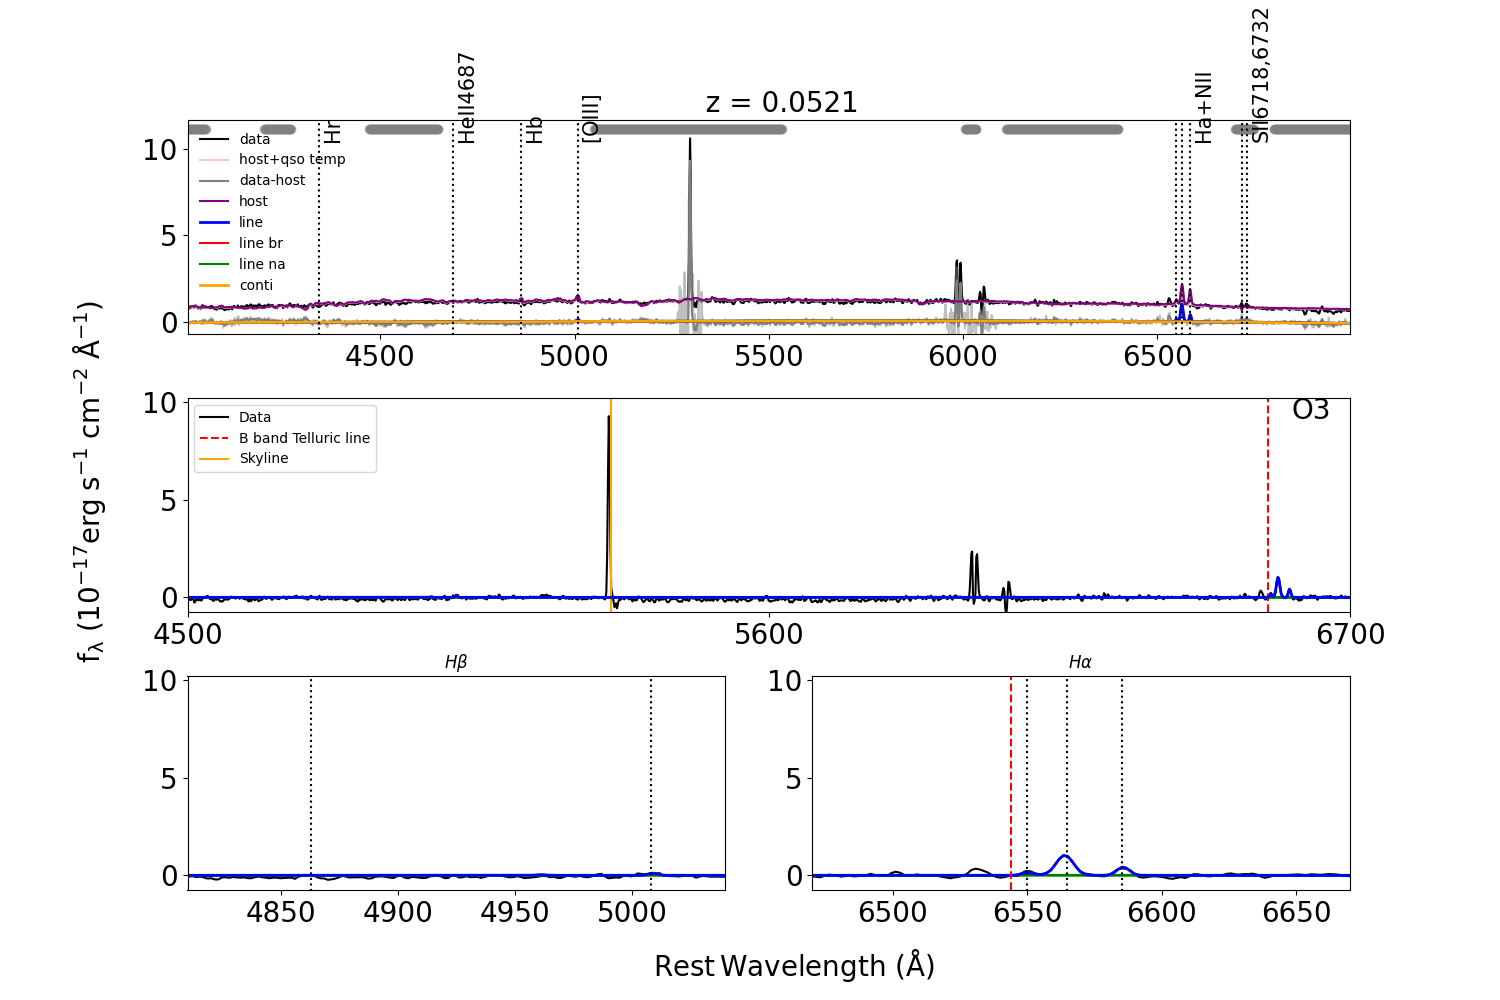 z = 0.0521
Hr
HeII4687
Hb
[OIII]
Ha+NII
SII6718,6732
data
host+qso temp
data-host
host
line
line br
line na
conti
10
5
0
4500 5000 5500 6000 6500
f_λ (10^−17 erg s^−1 cm^−2 Å^−1)
O3
Data
B band Telluric line
Skyline
10
5
0
4500 5600 6700
Hβ
10
5
0
4850 4900 4950 5000
Hα
10
5
0
6500 6550 6600 6650
Rest Wavelength (Å)